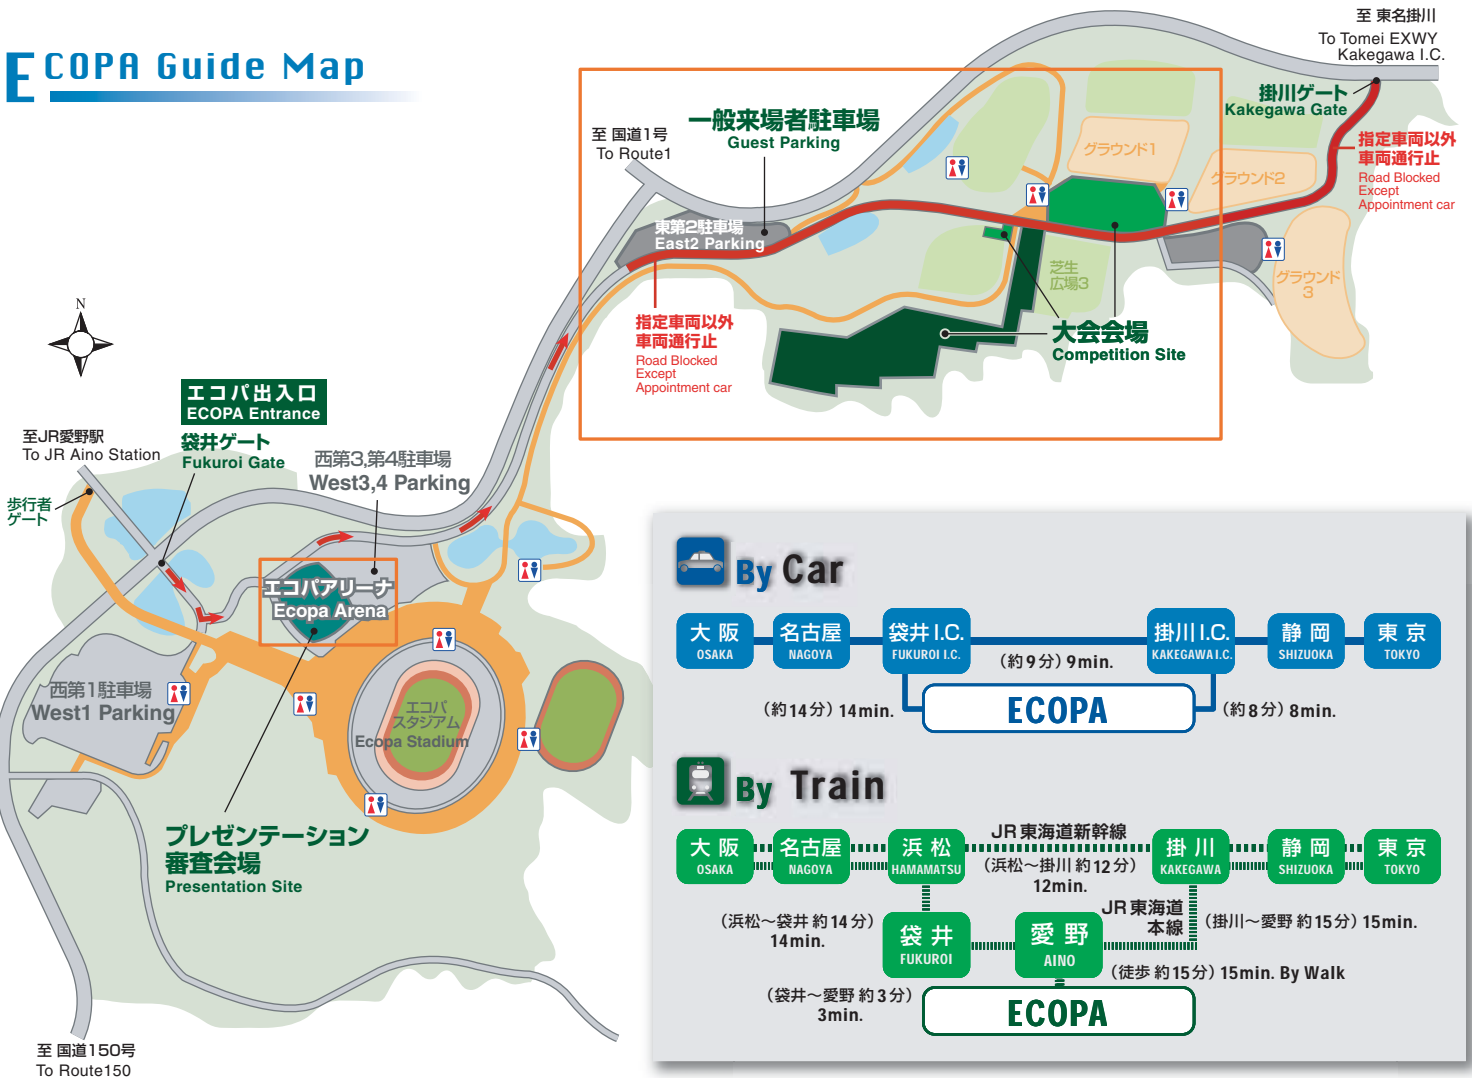 ECOPA Guide Map
至 東名掛川
To Tomei EXWY
Kakegawa I.C.
掛川ゲート
Kakegawa Gate
指定車両以外
車両通行止
Road Blocked
Except
Appointment car
至 国道1号
To Route1
一般来場者駐車場
Guest Parking
グラウンド1
グラウンド2
グラウンド
3
東第2駐車場
East2 Parking
芝生
広場3
指定車両以外
車両通行止
Road Blocked
Except
Appointment car
大会会場
Competition Site
N
エコパ出入口
ECOPA Entrance
至JR愛野駅
To JR Aino Station
袋井ゲート
Fukuroi Gate
西第3,第4駐車場
West3,4 Parking
歩行者
ゲート
エコパアリーナ
Ecopa Arena
西第1駐車場
West1 Parking
エコパ
スタジアム
Ecopa Stadium
プレゼンテーション
審査会場
Presentation Site
至 国道150号
To Route150
By Car
大阪
OSAKA
名古屋
NAGOYA
袋井I.C.
FUKUROI I.C.
(約9分) 9min.
掛川I.C.
KAKEGAWA I.C.
静岡
SHIZUOKA
東京
TOKYO
(約14分) 14min.
ECOPA
(約8分) 8min.
By Train
大阪
OSAKA
名古屋
NAGOYA
浜松
HAMAMATSU
JR東海道新幹線
(浜松～掛川 約12分)
12min.
掛川
KAKEGAWA
静岡
SHIZUOKA
東京
TOKYO
(浜松～袋井 約14分)
14min.
袋井
FUKUROI
愛野
AINO
JR東海道
本線
(掛川～愛野 約15分) 15min.
(徒歩 約15分) 15min. By Walk
(袋井～愛野 約3分)
3min.
ECOPA